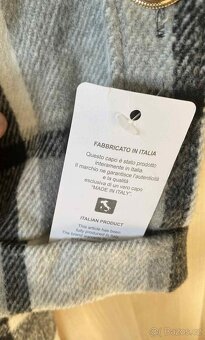 FABBRICATO IN ITALIA
Questo capo è stato prodotto
interamente in Italia.
Il marchio ne garantisce l'autenticità
e la qualità
esclusiva di un vero capo
"MADE IN ITALY".
ITALIAN PRODUCT
This article has been
fully produced in Italy